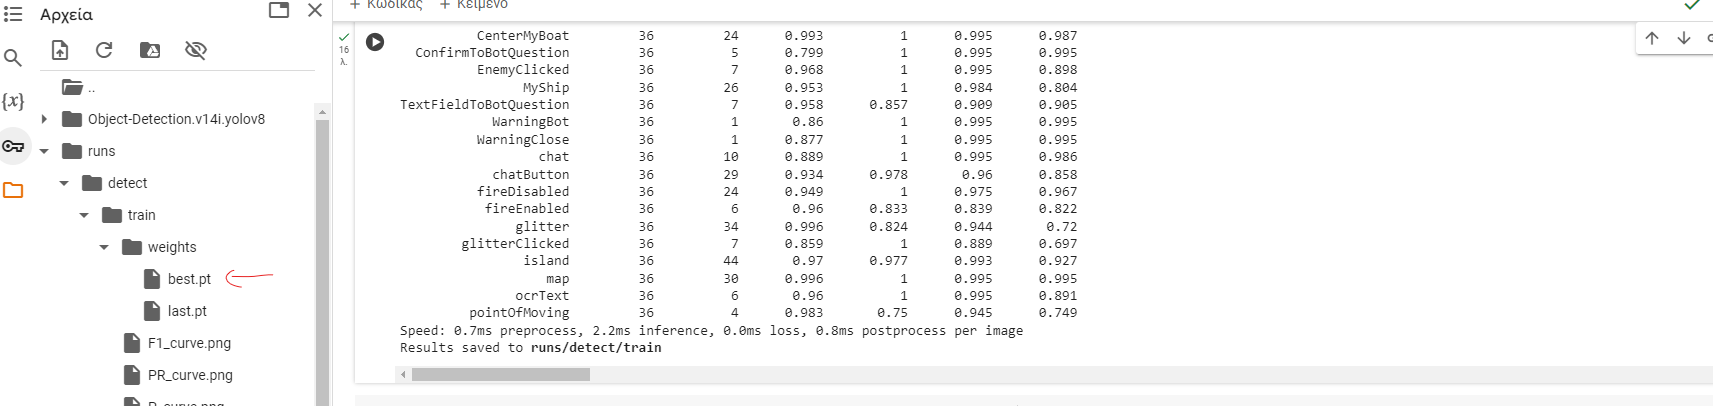 Αρχεία
..
Object-Detection.v14i.yolov8
runs
detect
train
weights
best.pt
last.pt
F1_curve.png
PR_curve.png
{x}
+ Κώδικας + Κείμενο
16
λ.
CenterMyBoat 36 24 0.993 1 0.995 0.987
ConfirmToBotQuestion 36 5 0.799 1 0.995 0.995
EnemyClicked 36 7 0.968 1 0.995 0.898
MyShip 36 26 0.953 1 0.984 0.804
TextFieldToBotQuestion 36 7 0.958 0.857 0.909 0.905
WarningBot 36 1 0.86 1 0.995 0.995
WarningClose 36 1 0.877 1 0.995 0.995
chat 36 10 0.889 1 0.995 0.986
chatButton 36 29 0.934 0.978 0.96 0.858
fireDisabled 36 24 0.949 1 0.975 0.967
fireEnabled 36 6 0.96 0.833 0.839 0.822
glitter 36 34 0.996 0.824 0.944 0.72
glitterClicked 36 7 0.859 1 0.889 0.697
island 36 44 0.97 0.977 0.993 0.927
map 36 30 0.996 1 0.995 0.995
ocrText 36 6 0.96 1 0.995 0.891
pointOfMoving 36 4 0.983 0.75 0.945 0.749
Speed: 0.7ms preprocess, 2.2ms inference, 0.0ms loss, 0.8ms postprocess per image
Results saved to runs/detect/train